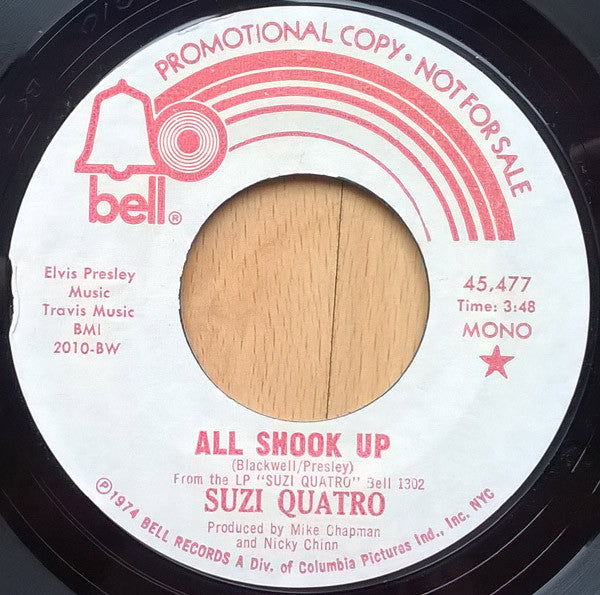 PROMOTIONAL COPY • NOT FOR SALE
bell®
Elvis Presley
Music
Travis Music
BMI
2010-BW
45,477
Time: 3:48
MONO
ALL SHOOK UP
(Blackwell/Presley)
From the LP "SUZI QUATRO" Bell 1302
SUZI QUATRO
Produced by Mike Chapman
and Nicky Chinn
℗1974 BELL RECORDS A Div. of Columbia Pictures Ind., Inc. NYC